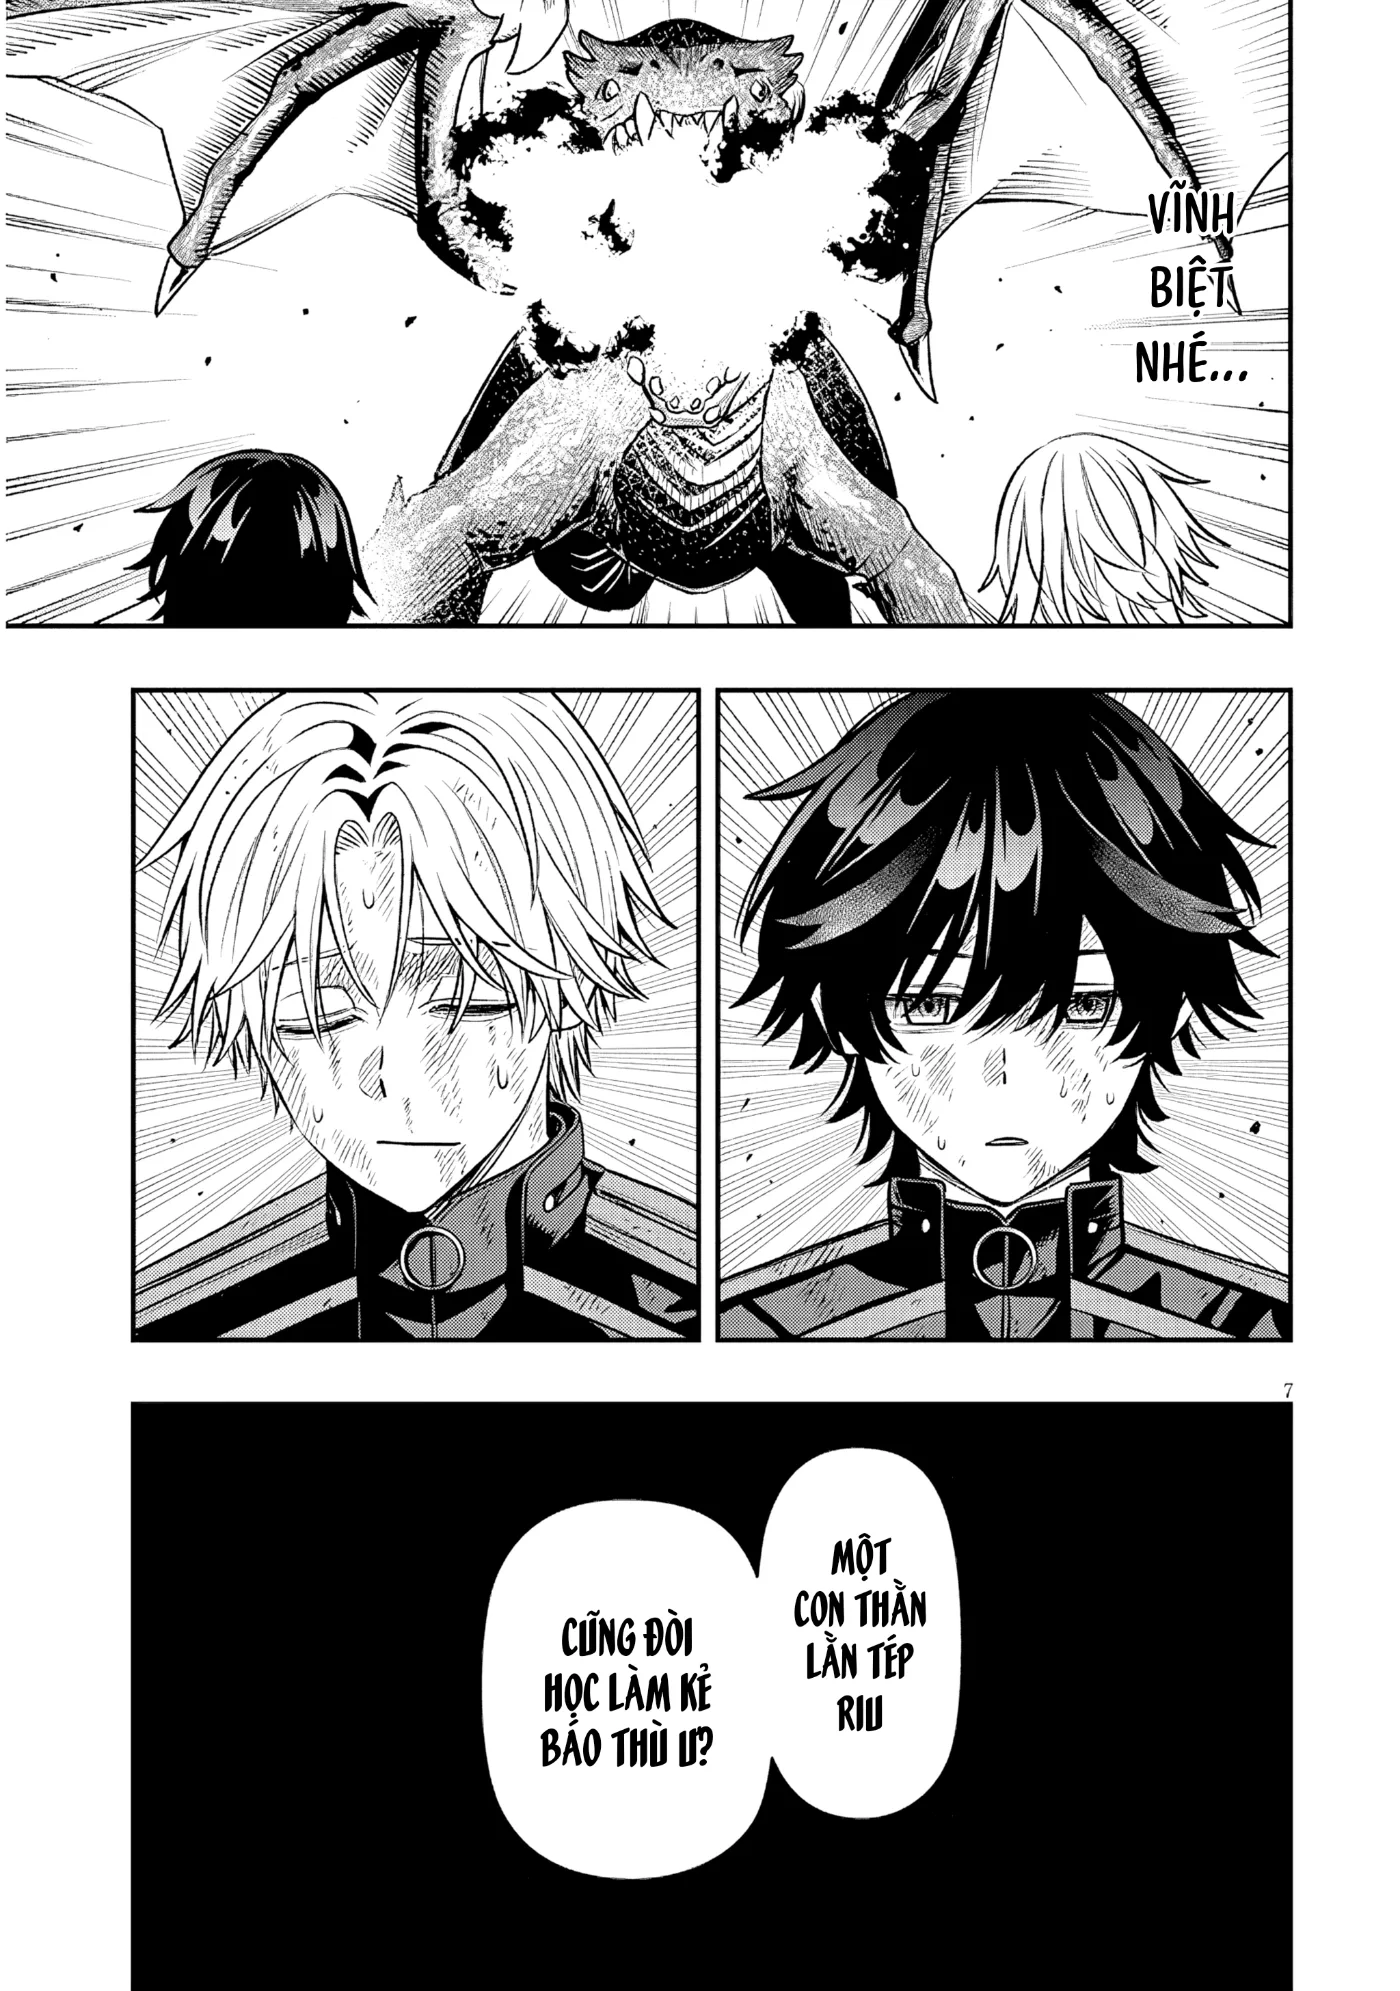 VĨNH
BIỆT
NHÉ...
7
MỘT
CON THẰN
LẰN TÉP
RIU
CŨNG ĐÒI
HỌC LÀM KẺ
BÁO THÙ Ư?